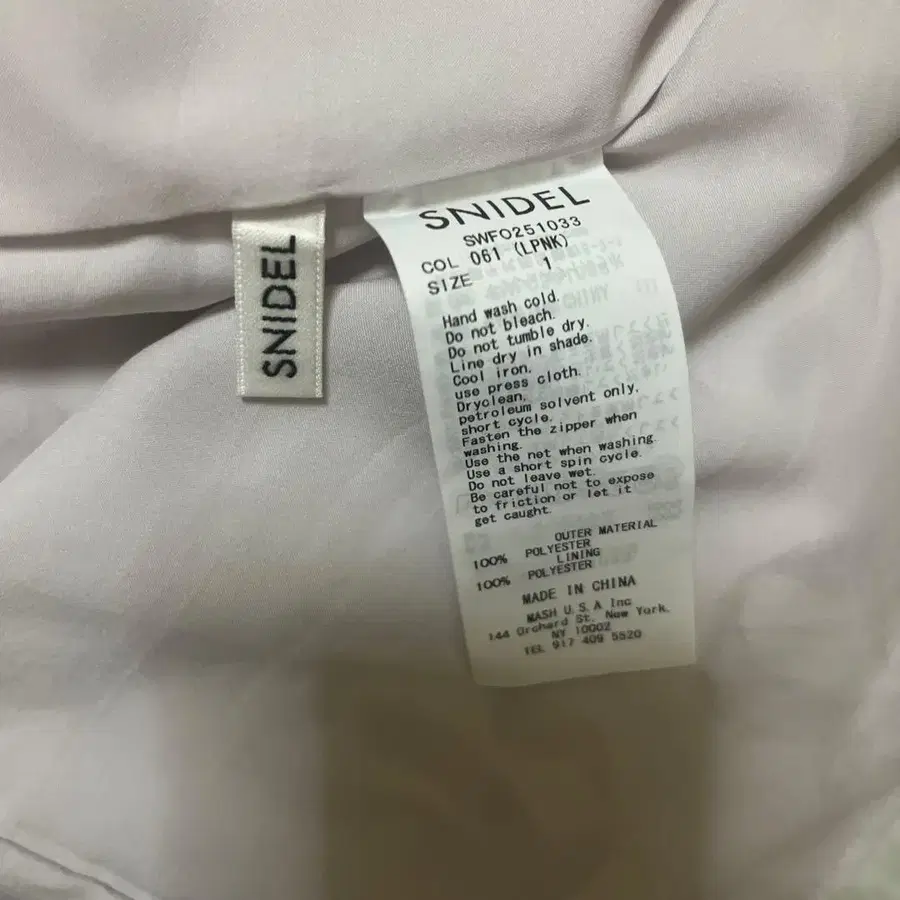 SNIDEL
SNIDEL
SWFO251033
COL 061 (LPNK)
SIZE 1
Hand wash cold.
Do not bleach.
Do not tumble dry.
Line dry in shade.
Cool iron.
use press cloth.
Dryclean.
petroleum solvent only,
short cycle.
Fasten the zipper when
washing.
Use the net when washing.
Use a short spin cycle.
Do not leave wet.
Be careful not to expose
to friction or let it
get caught.
OUTER MATERIAL
100% POLYESTER
LINING
100% POLYESTER
MADE IN CHINA
MASH U.S.A Inc
144 Orchard St. New York,
NY 10002
TEL 917 409 5520